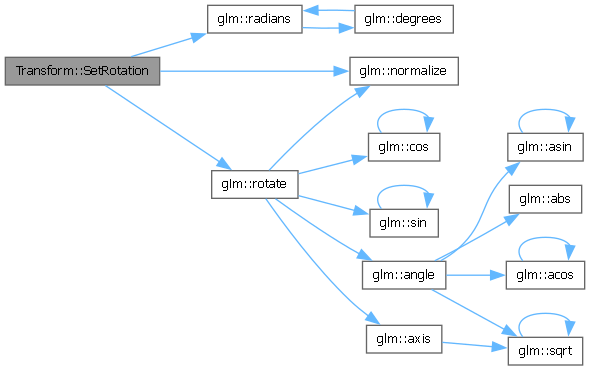 glm::radians
glm::degrees
Transform::SetRotation
glm::normalize
glm::cos
glm::asin
glm::rotate
glm::abs
glm::sin
glm::angle
glm::acos
glm::axis
glm::sqrt